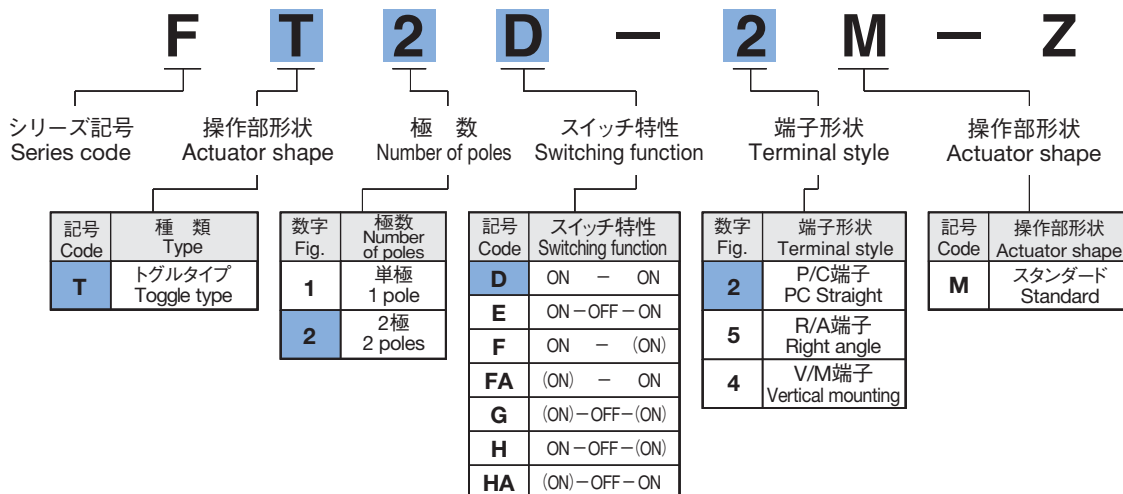 F T 2 D － 2 M － Z
シリーズ記号
Series code
操作部形状
Actuator shape
極　数
Number of poles
スイッチ特性
Switching function
端子形状
Terminal style
操作部形状
Actuator shape
記号 種　類
Code Type
T トグルタイプ
Toggle type
数字 極数
Fig. Number
of poles
1 単極
1 pole
2 2極
2 poles
記号 スイッチ特性
Code Switching function
D ON － ON
E ON－OFF－ON
F ON － (ON)
FA (ON) － ON
G (ON)－OFF－(ON)
H ON－OFF－(ON)
HA (ON)－OFF－ON
数字 端子形状
Fig. Terminal style
2 P/C端子
PC Straight
5 R/A端子
Right angle
4 V/M端子
Vertical mounting
記号 操作部形状
Code Actuator shape
M スタンダード
Standard